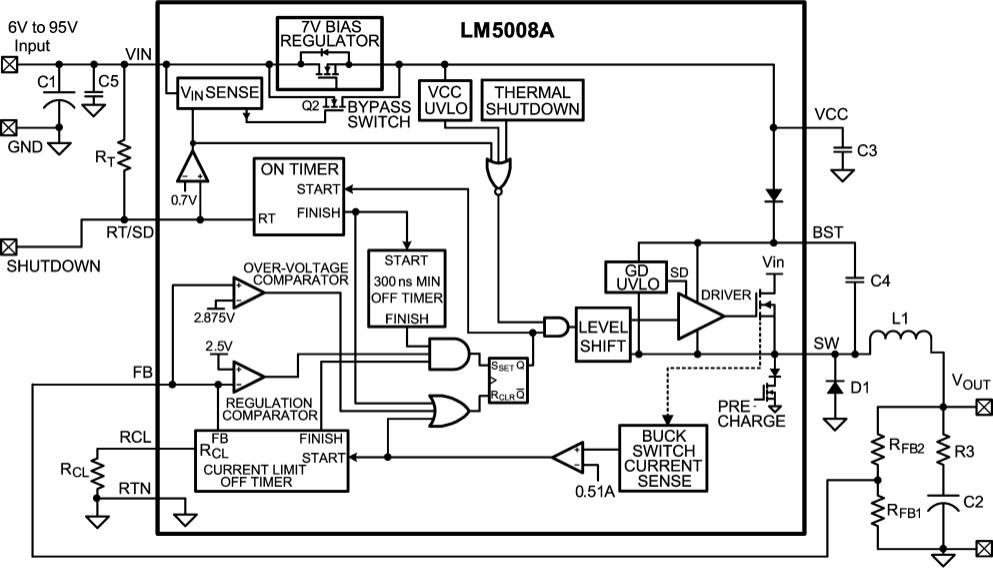 LM5008A
6V to 95V
Input
7V BIAS
REGULATOR
VIN
C1
C5
GND
RT
VIN SENSE
Q2
BYPASS
SWITCH
VCC
UVLO
THERMAL
SHUTDOWN
VCC
C3
0.7V
ON TIMER
START
FINISH
RT
RT/SD
SHUTDOWN
BST
START
300 ns MIN
OFF TIMER
FINISH
OVER-VOLTAGE
COMPARATOR
2.875V
GD
UVLO
SD
DRIVER
Vin
C4
LEVEL
SHIFT
L1
SW
2.5V
FB
REGULATION
COMPARATOR
SSET Q
RCLR Q̅
PRE-
CHARGE
D1
VOUT
RCL
RCL
RTN
FB
FINISH
RCL
START
CURRENT LIMIT
OFF TIMER
0.51A
BUCK
SWITCH
CURRENT
SENSE
RFB2
R3
RFB1
C2